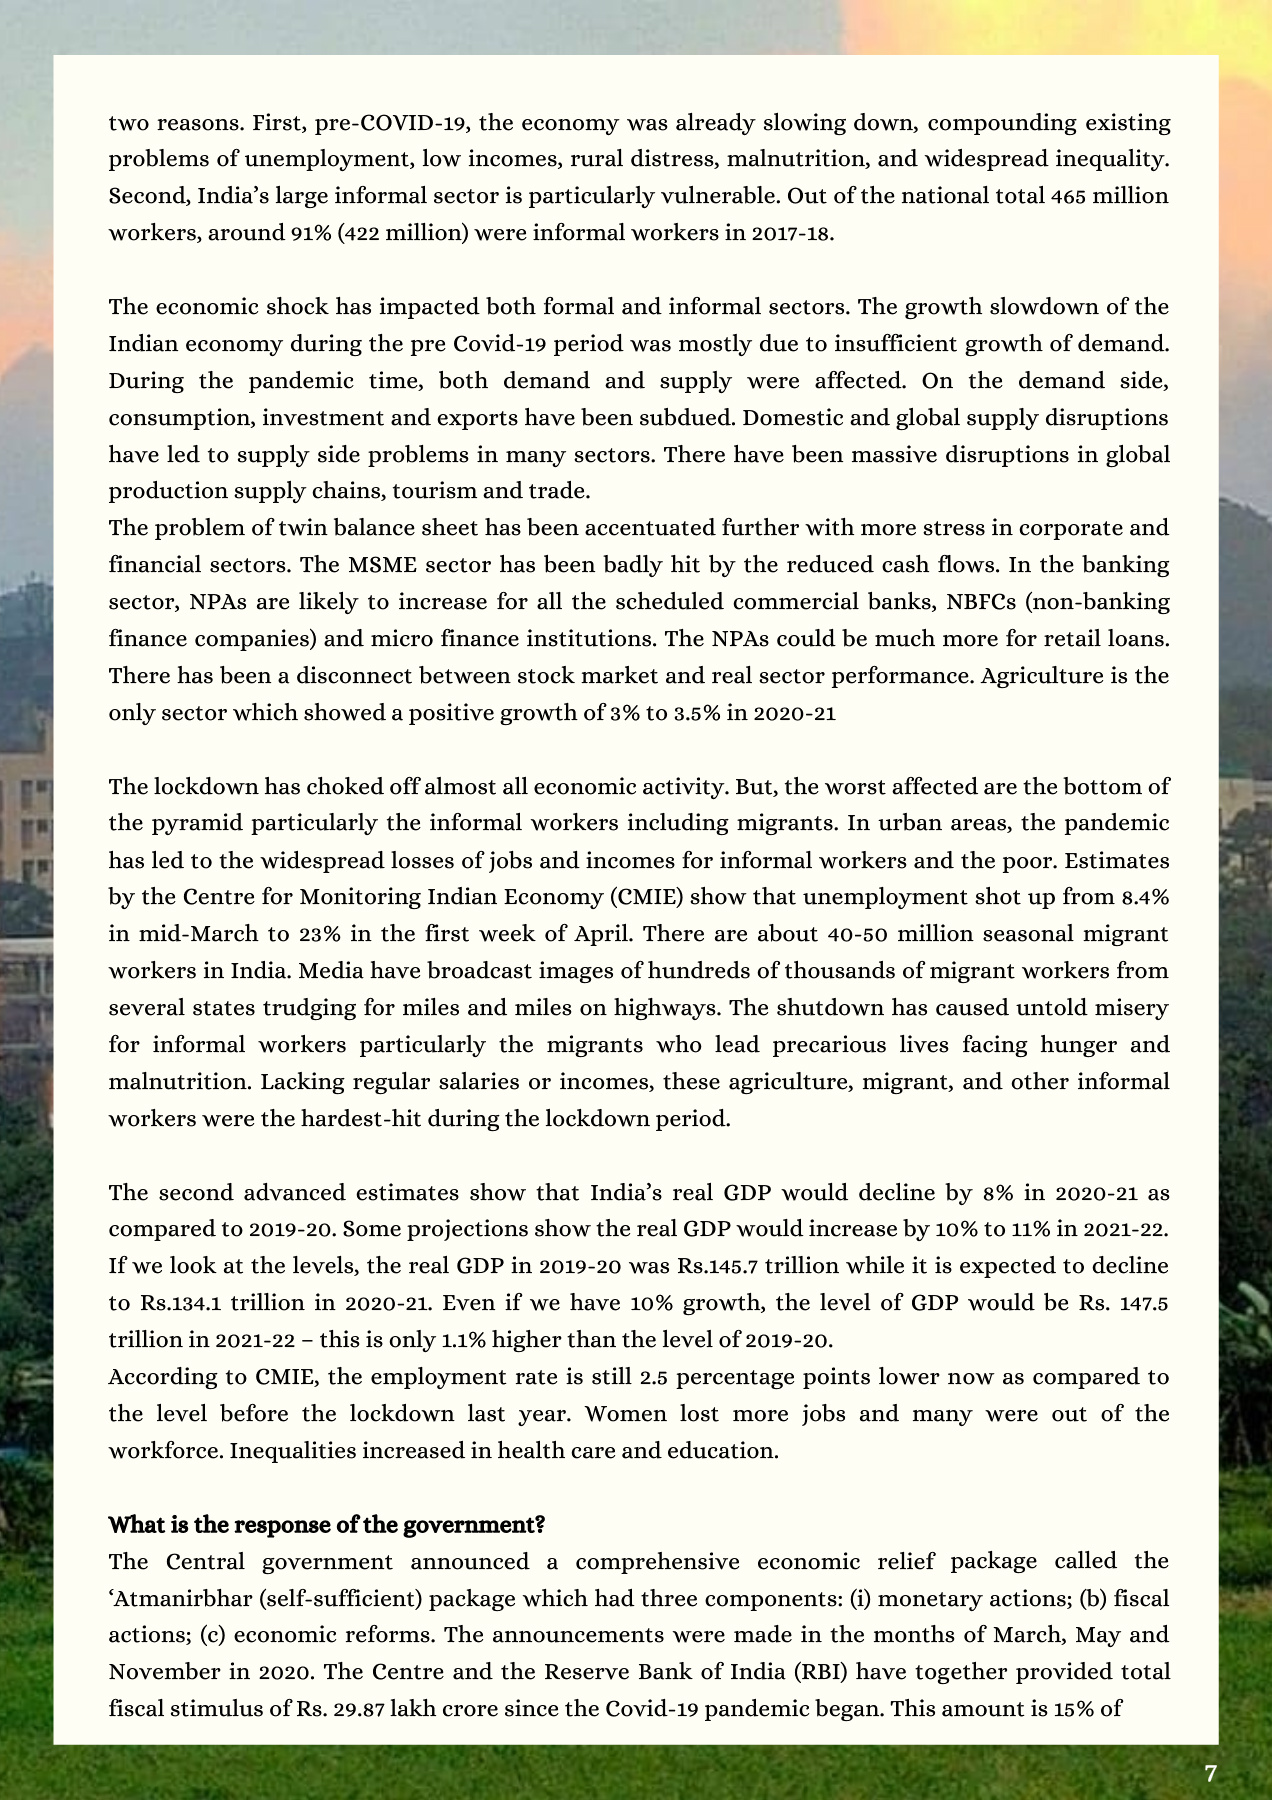 two reasons. First, pre-COVID-19, the economy was already slowing down, compounding existing
problems of unemployment, low incomes, rural distress, malnutrition, and widespread inequality.
Second, India’s large informal sector is particularly vulnerable. Out of the national total 465 million
workers, around 91% (422 million) were informal workers in 2017-18.
The economic shock has impacted both formal and informal sectors. The growth slowdown of the
Indian economy during the pre Covid-19 period was mostly due to insufficient growth of demand.
During the pandemic time, both demand and supply were affected. On the demand side,
consumption, investment and exports have been subdued. Domestic and global supply disruptions
have led to supply side problems in many sectors. There have been massive disruptions in global
production supply chains, tourism and trade.
The problem of twin balance sheet has been accentuated further with more stress in corporate and
financial sectors. The MSME sector has been badly hit by the reduced cash flows. In the banking
sector, NPAs are likely to increase for all the scheduled commercial banks, NBFCs (non-banking
finance companies) and micro finance institutions. The NPAs could be much more for retail loans.
There has been a disconnect between stock market and real sector performance. Agriculture is the
only sector which showed a positive growth of 3% to 3.5% in 2020-21
The lockdown has choked off almost all economic activity. But, the worst affected are the bottom of
the pyramid particularly the informal workers including migrants. In urban areas, the pandemic
has led to the widespread losses of jobs and incomes for informal workers and the poor. Estimates
by the Centre for Monitoring Indian Economy (CMIE) show that unemployment shot up from 8.4%
in mid-March to 23% in the first week of April. There are about 40-50 million seasonal migrant
workers in India. Media have broadcast images of hundreds of thousands of migrant workers from
several states trudging for miles and miles on highways. The shutdown has caused untold misery
for informal workers particularly the migrants who lead precarious lives facing hunger and
malnutrition. Lacking regular salaries or incomes, these agriculture, migrant, and other informal
workers were the hardest-hit during the lockdown period.
The second advanced estimates show that India’s real GDP would decline by 8% in 2020-21 as
compared to 2019-20. Some projections show the real GDP would increase by 10% to 11% in 2021-22.
If we look at the levels, the real GDP in 2019-20 was Rs.145.7 trillion while it is expected to decline
to Rs.134.1 trillion in 2020-21. Even if we have 10% growth, the level of GDP would be Rs. 147.5
trillion in 2021-22 – this is only 1.1% higher than the level of 2019-20.
According to CMIE, the employment rate is still 2.5 percentage points lower now as compared to
the level before the lockdown last year. Women lost more jobs and many were out of the
workforce. Inequalities increased in health care and education.
What is the response of the government?
The Central government announced a comprehensive economic relief package called the
‘Atmanirbhar (self-sufficient) package which had three components: (i) monetary actions; (b) fiscal
actions; (c) economic reforms. The announcements were made in the months of March, May and
November in 2020. The Centre and the Reserve Bank of India (RBI) have together provided total
fiscal stimulus of Rs. 29.87 lakh crore since the Covid-19 pandemic began. This amount is 15% of
7